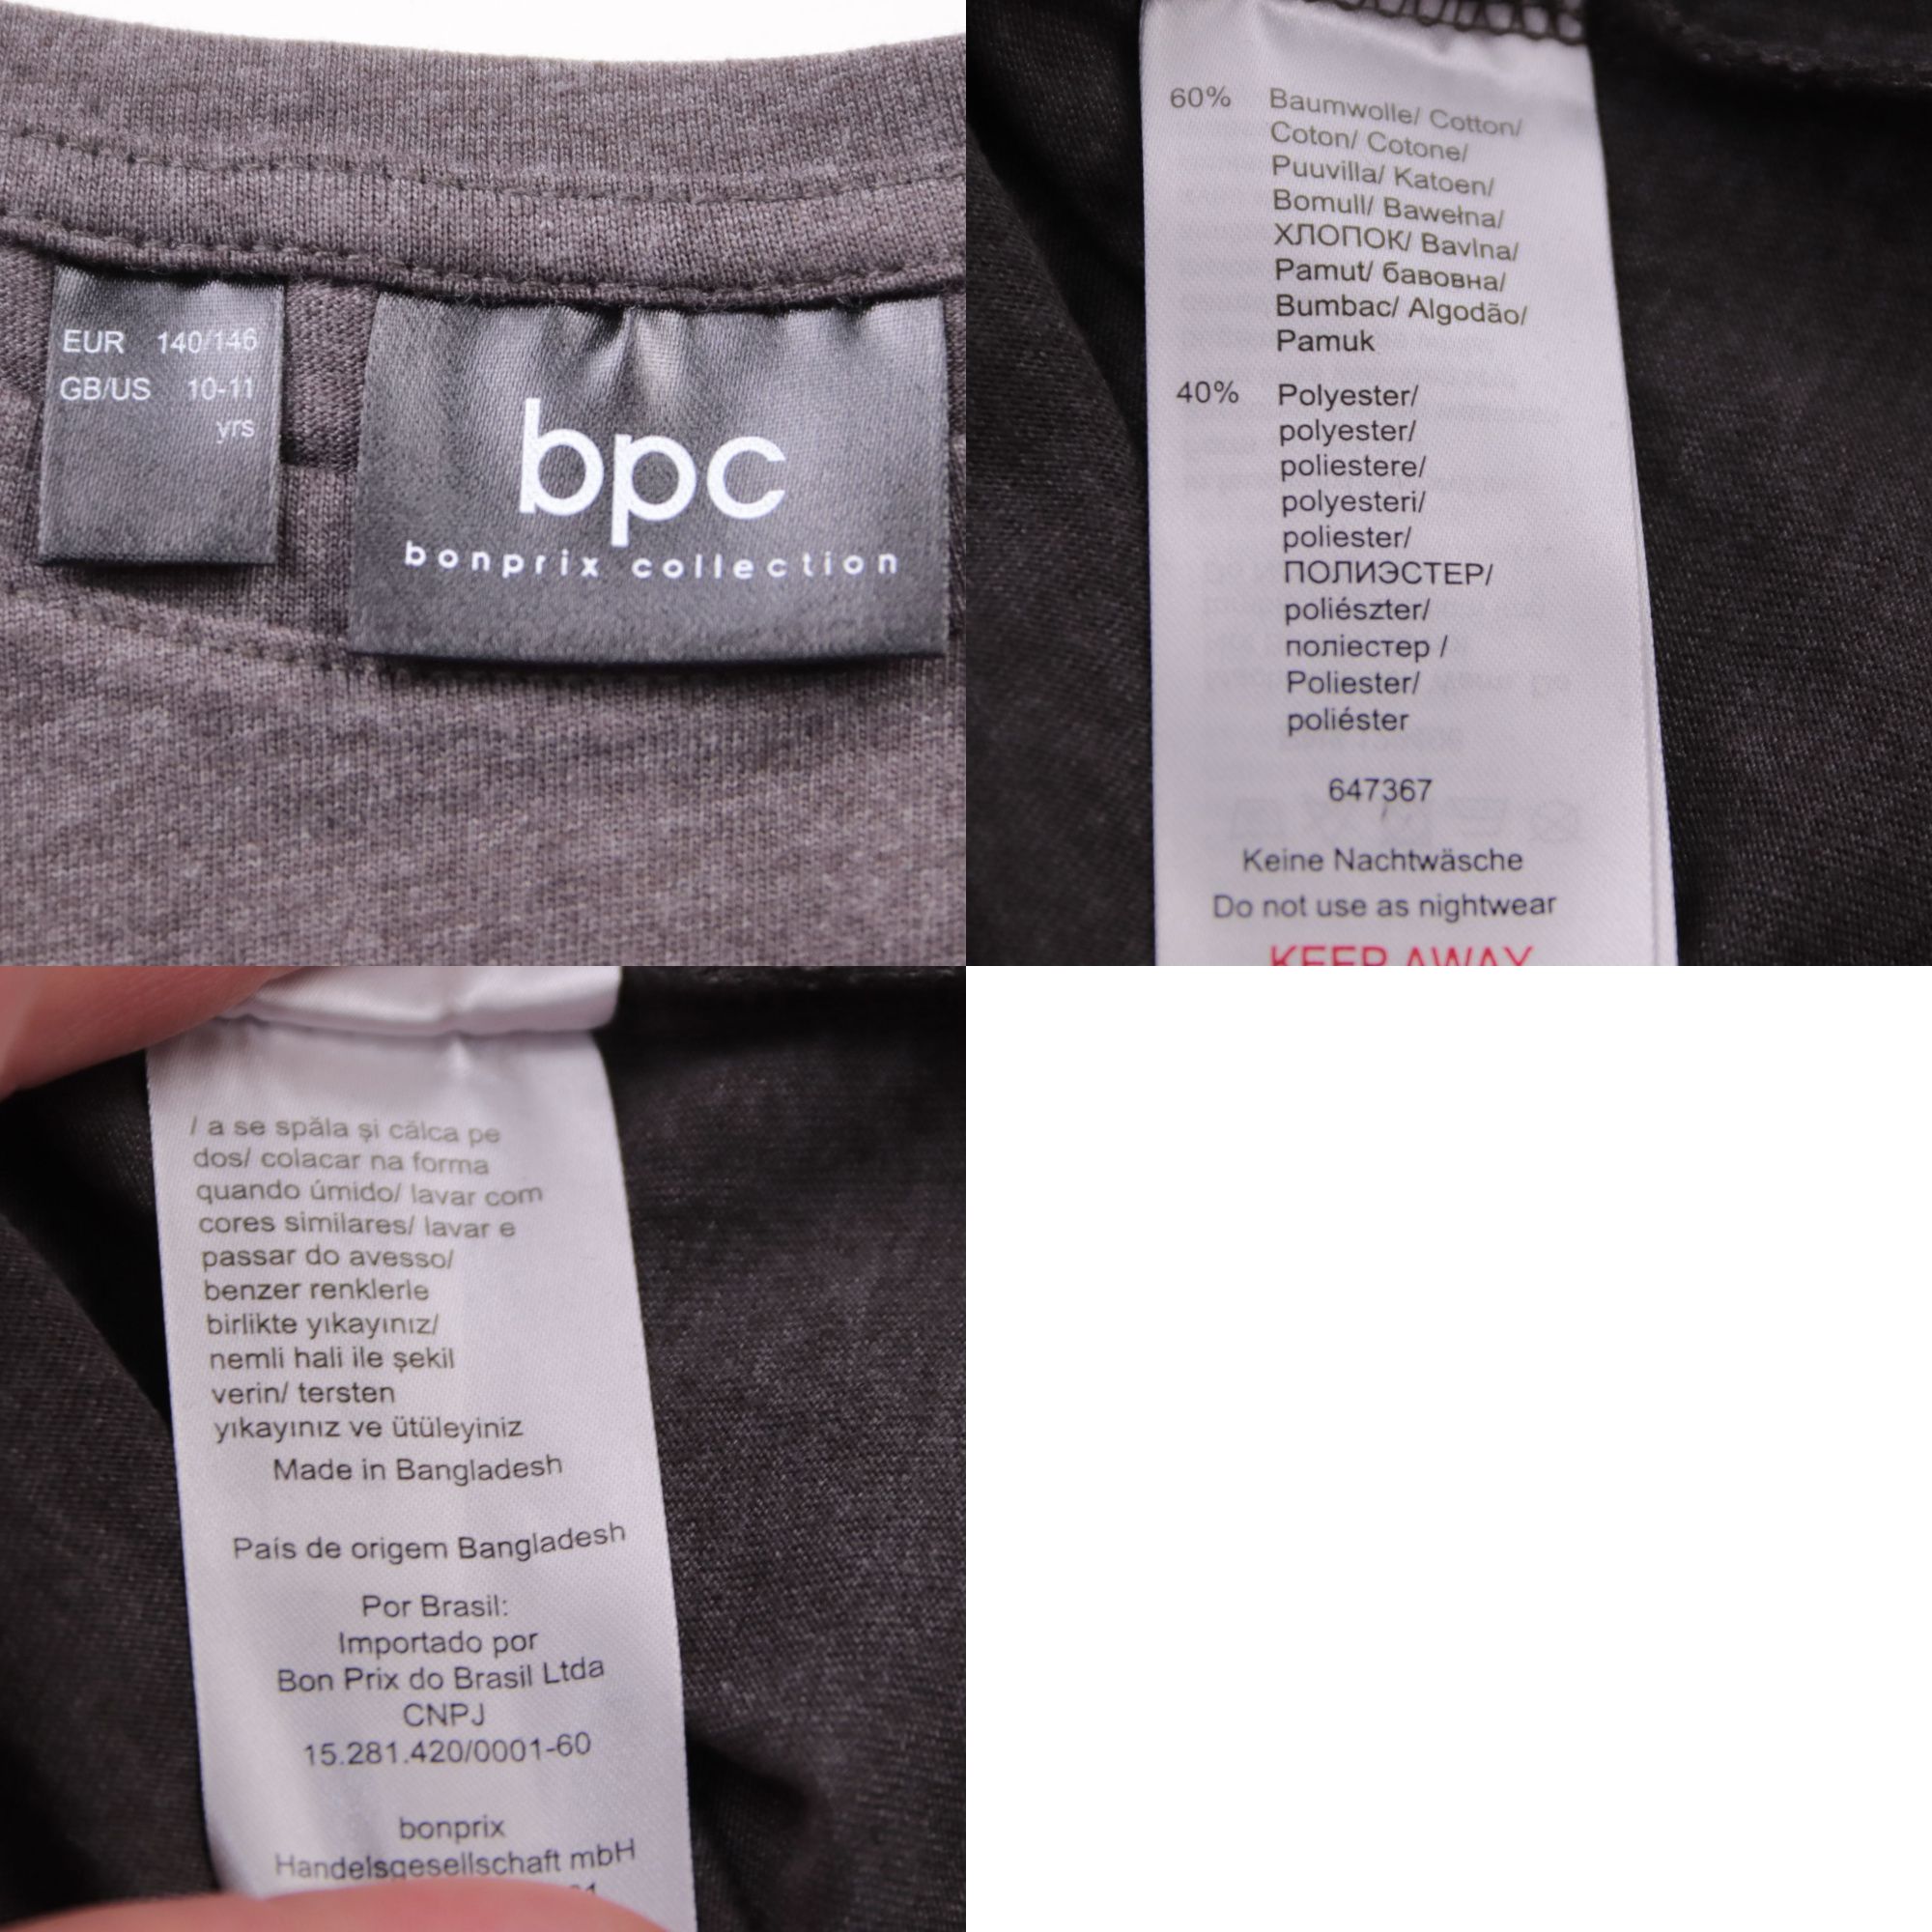 EUR 140/146
GB/US 10-11
yrs
bpc
bonprix collection
60% Baumwolle/ Cotton/
Coton/ Cotone/
Puuvilla/ Katoen/
Bomull/ Bawełna/
ХЛОПОК/ Bavlna/
Pamut/ бавовна/
Bumbac/ Algodão/
Pamuk
40% Polyester/
polyester/
poliestere/
polyesteri/
poliester/
ПОЛИЭСТЕР/
poliészter/
поліестер /
Poliester/
poliéster
647367
Keine Nachtwäsche
Do not use as nightwear
KEEP AWAY
/ a se spăla și călca pe
dos/ colacar na forma
quando úmido/ lavar com
cores similares/ lavar e
passar do avesso/
benzer renklerle
birlikte yıkayınız/
nemli hali ile şekil
verin/ tersten
yıkayınız ve ütüleyiniz
Made in Bangladesh
País de origem Bangladesh
Por Brasil:
Importado por
Bon Prix do Brasil Ltda
CNPJ
15.281.420/0001-60
bonprix
Handelsgesellschaft mbH